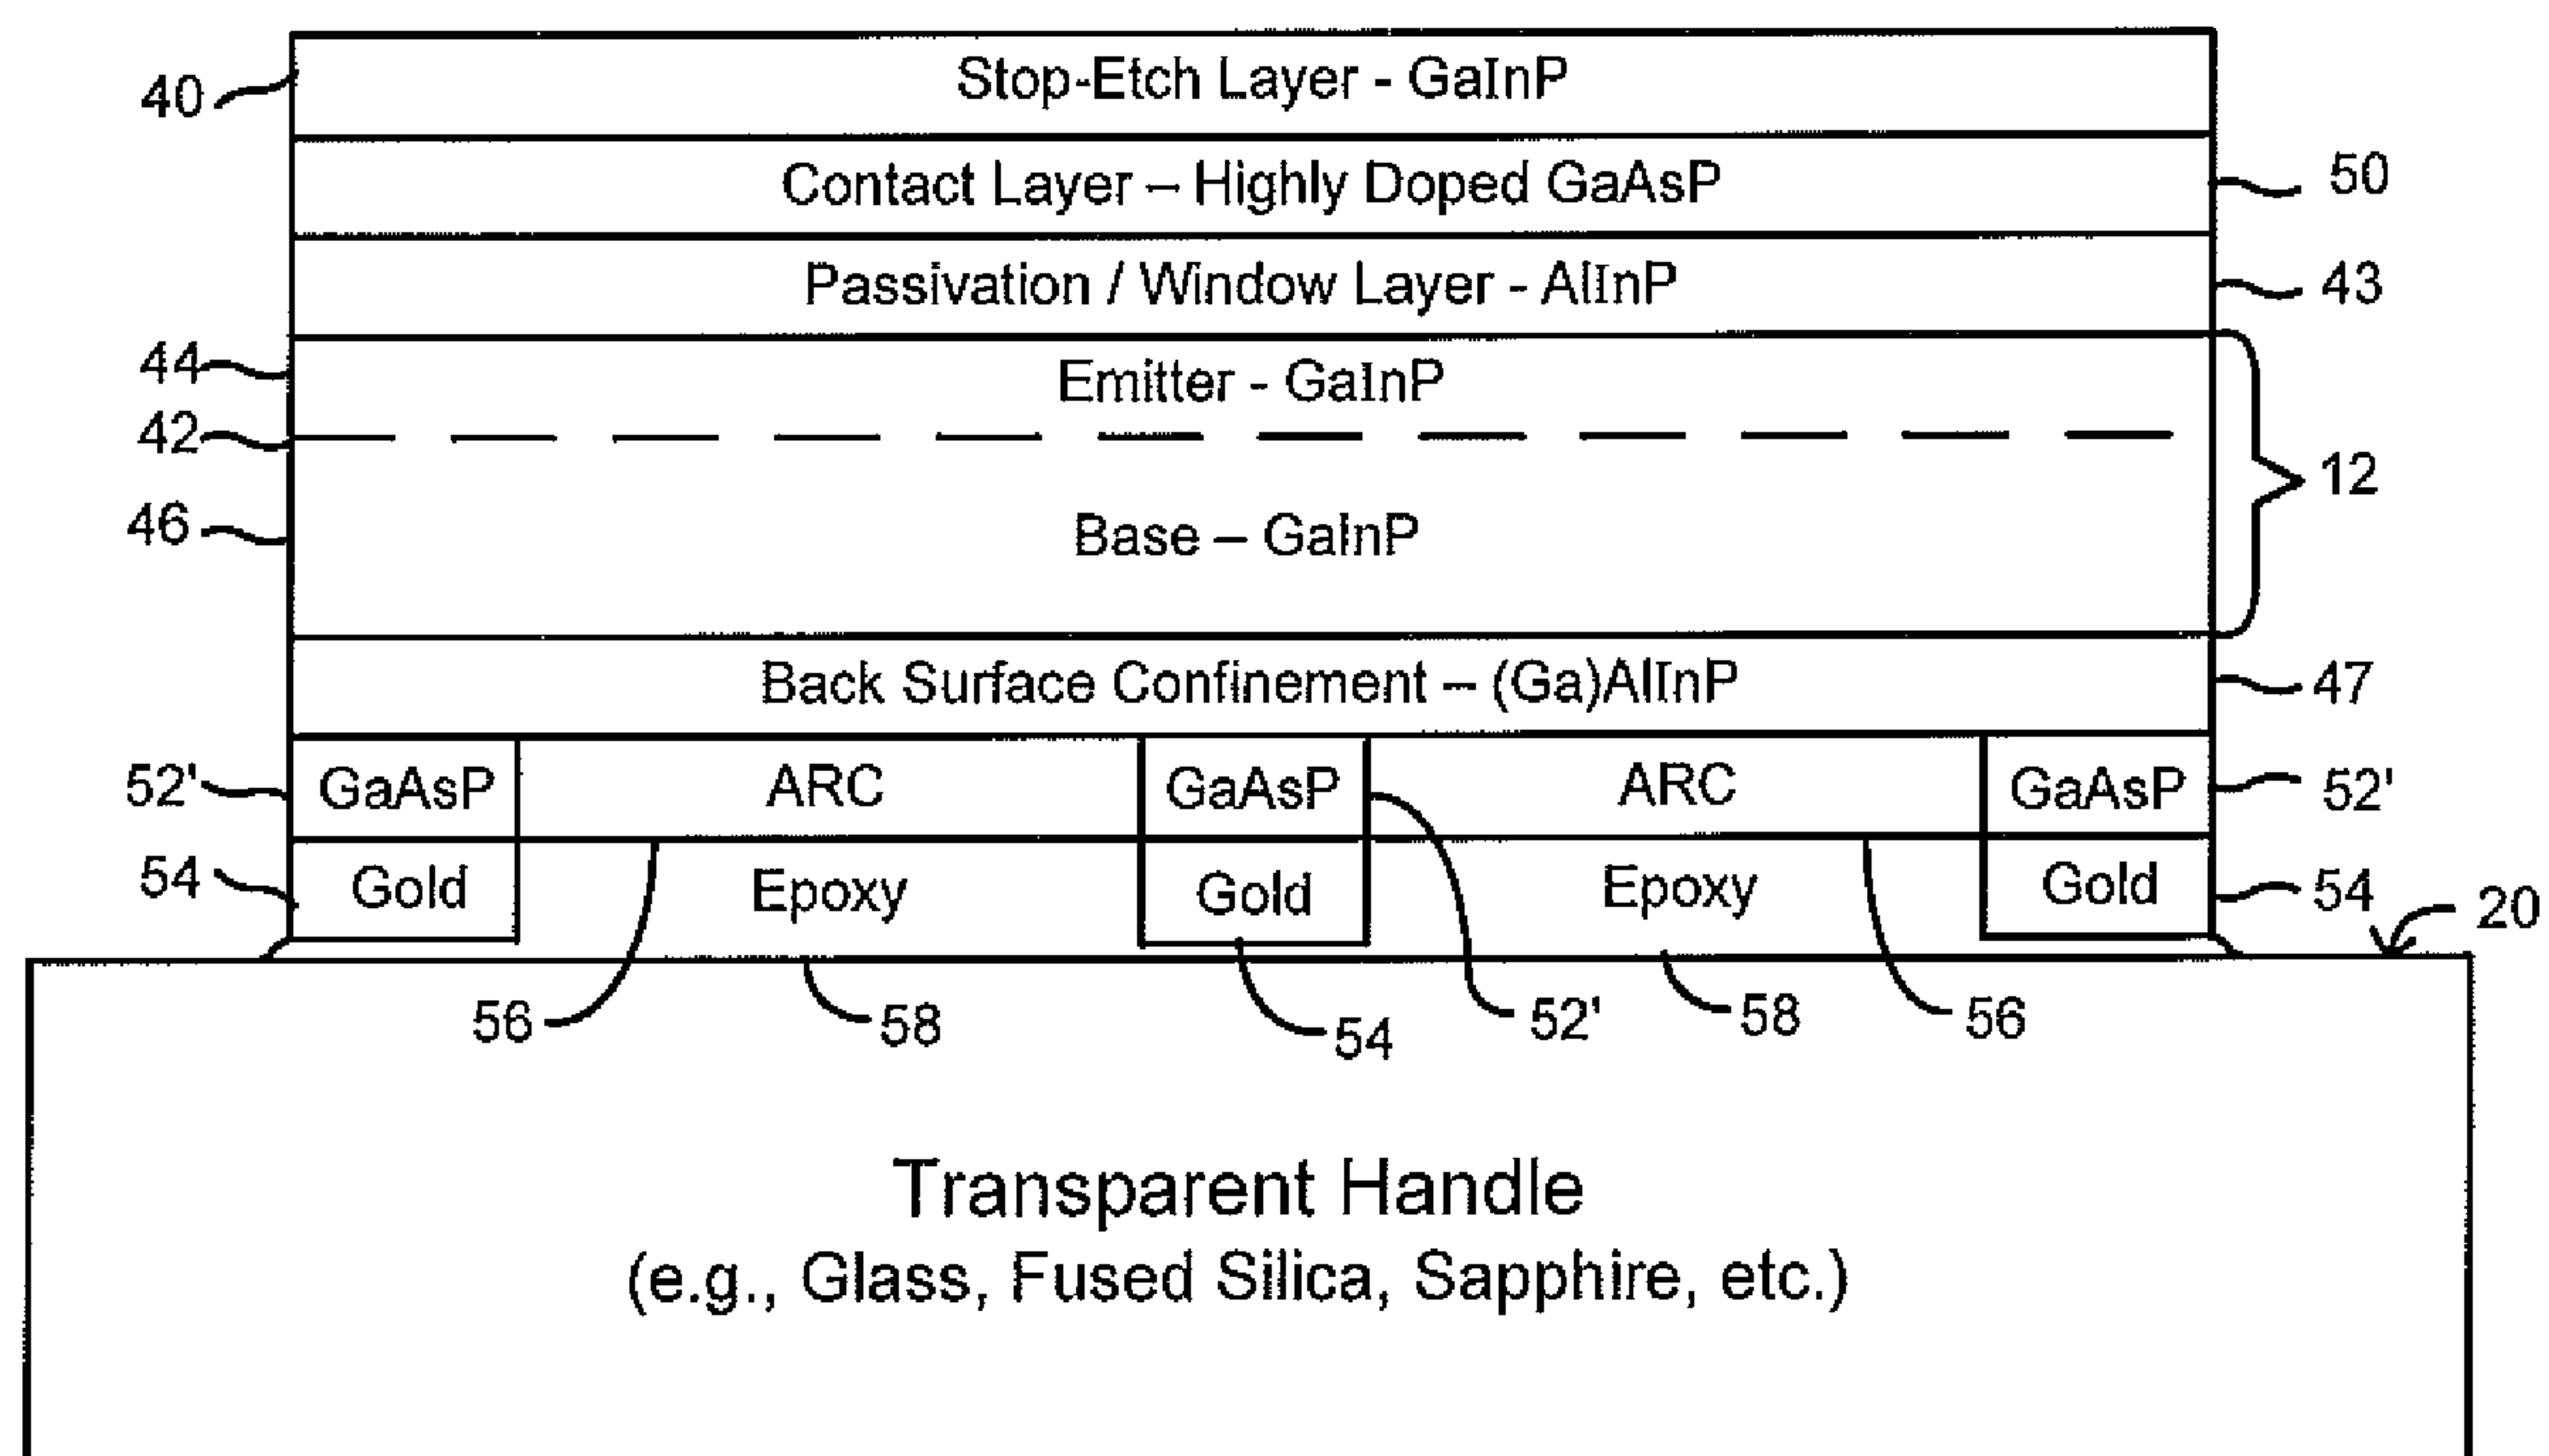 Stop-Etch Layer - GaInP
40
Contact Layer – Highly Doped GaAsP
50
Passivation / Window Layer - AlInP
43
44
Emitter - GaInP
42
12
46
Base – GaInP
Back Surface Confinement – (Ga)AlInP
47
52'
GaAsP
ARC
GaAsP
ARC
GaAsP
52'
54
Gold
Epoxy
Gold
Epoxy
Gold
54
20
56
58
54
52'
58
56
Transparent Handle
(e.g., Glass, Fused Silica, Sapphire, etc.)